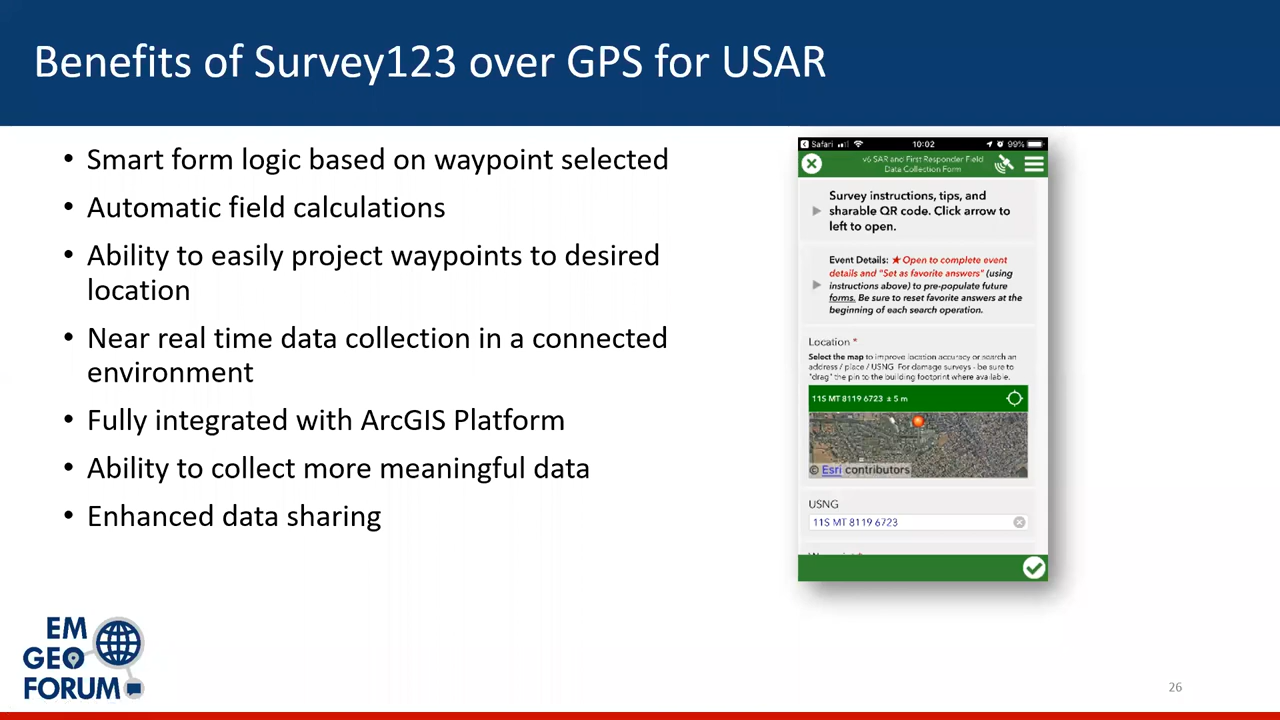 Benefits of Survey123 over GPS for USAR
• Smart form logic based on waypoint selected
• Automatic field calculations
• Ability to easily project waypoints to desired
location
• Near real time data collection in a connected
environment
• Fully integrated with ArcGIS Platform
• Ability to collect more meaningful data
• Enhanced data sharing
Safari 10:02 99%
v6 SAR and First Responder Field
Data Collection Form
Survey instructions, tips, and
sharable QR code. Click arrow to
left to open.
Event Details: ★ Open to complete event
details and "Set as favorite answers" (using
instructions above) to pre-populate future
forms. Be sure to reset favorite answers at the
beginning of each search operation.
Location *
Select the map to improve location accuracy or search an
address / place / USNG For damage surveys - be sure to
"drag" the pin to the building footprint where available.
11S MT 8119 6723 ± 5 m
© Esri contributors
USNG
11S MT 8119 6723
EM
GEO
FORUM
26